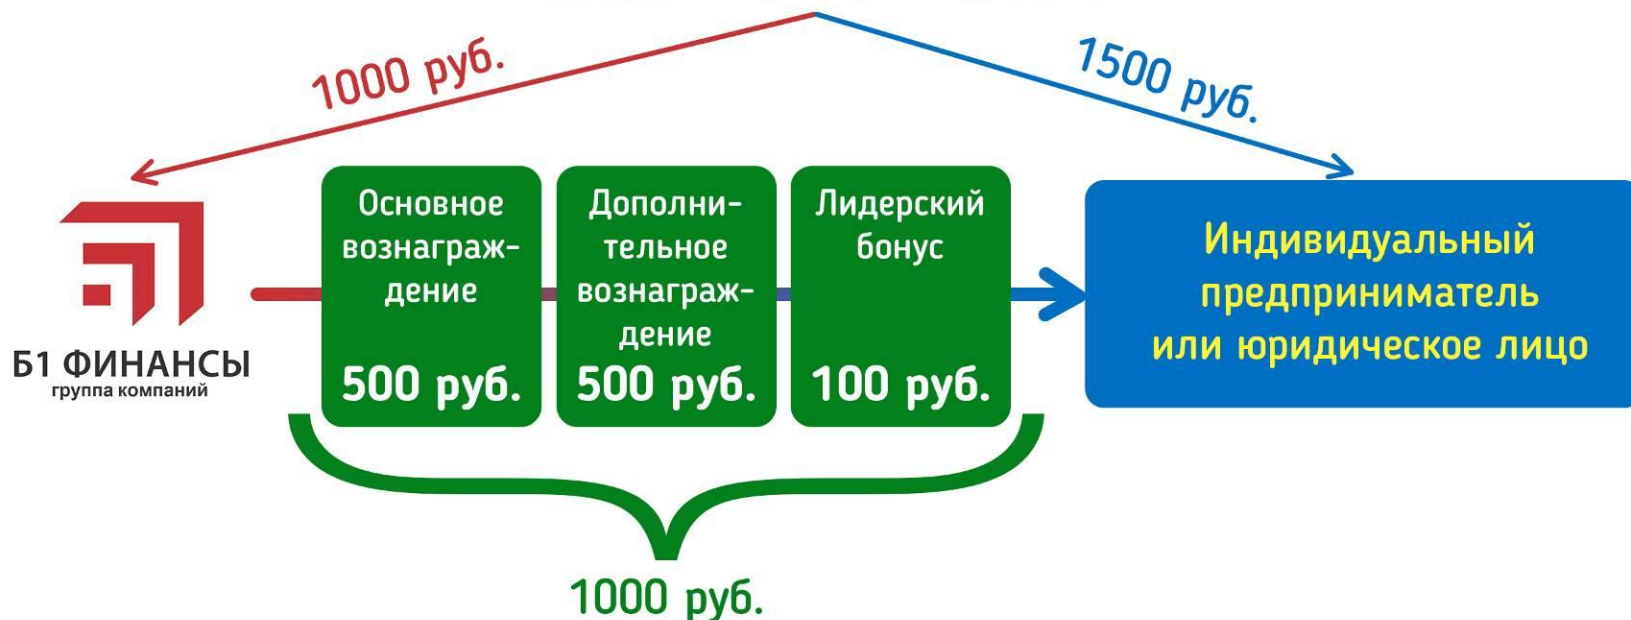 1000 руб.
1500 руб.
Б1 ФИНАНСЫ
группа компаний
Основное
вознаграж-
дение
500 руб.
Дополни-
тельное
вознаграж-
дение
500 руб.
Лидерский
бонус
100 руб.
Индивидуальный
предприниматель
или юридическое лицо
1000 руб.